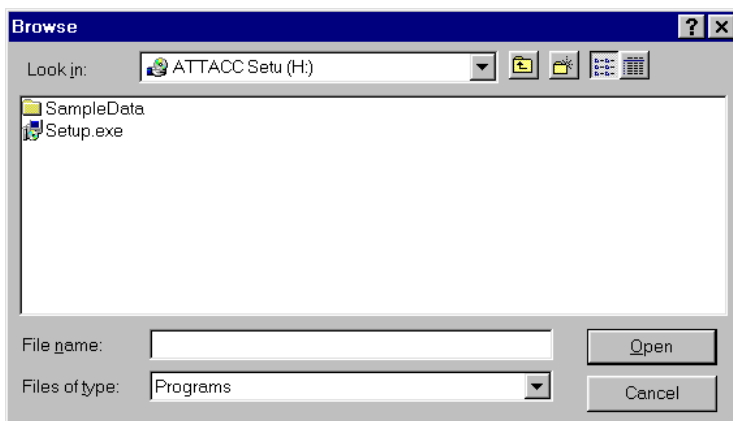 Browse
Look in: ATTACC Setu (H:)
SampleData
Setup.exe
File name: Open
Files of type: Programs Cancel